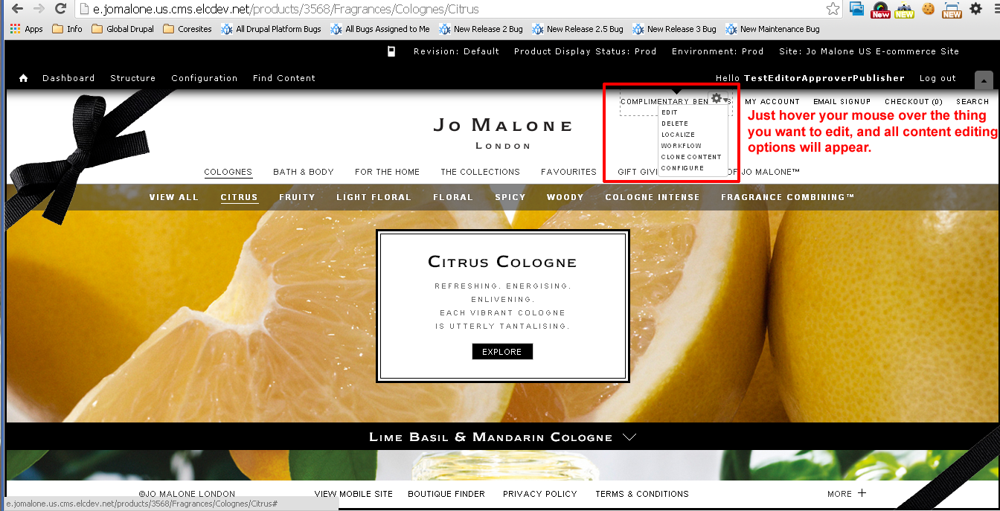 e.jomalone.us.cms.elcdev.net/products/3568/Fragrances/Colognes/Citrus
New NEW NEW
Apps Info Global Drupal Coresites All Drupal Platform Bugs All Bugs Assigned to Me New Release 2 Bug New Release 2.5 Bug New Release 3 Bug New Maintenance Bug
Revision: Default Product Display Status: Prod Environment: Prod Site: Jo Malone US E-commerce Site
Dashboard Structure Configuration Find Content Hello TestEditorApproverPublisher Log out
COMPLIMENTARY BEN S MY ACCOUNT EMAIL SIGNUP CHECKOUT (0) SEARCH
EDIT
DELETE
LOCALIZE
WORKFLOW
CLONE CONTENT
CONFIGURE
Just hover your mouse over the thing
you want to edit, and all content editing
options will appear.
JO MALONE
LONDON
COLOGNES BATH & BODY FOR THE HOME THE COLLECTIONS FAVOURITES GIFT GIVI OF JO MALONE™
VIEW ALL CITRUS FRUITY LIGHT FLORAL FLORAL SPICY WOODY COLOGNE INTENSE FRAGRANCE COMBINING™
CITRUS COLOGNE
REFRESHING. ENERGISING.
ENLIVENING.
EACH VIBRANT COLOGNE
IS UTTERLY TANTALISING.
EXPLORE
LIME BASIL & MANDARIN COLOGNE
©JO MALONE LONDON VIEW MOBILE SITE BOUTIQUE FINDER PRIVACY POLICY TERMS & CONDITIONS MORE +
e.jomalone.us.cms.elcdev.net/products/3568/Fragrances/Colognes/Citrus#